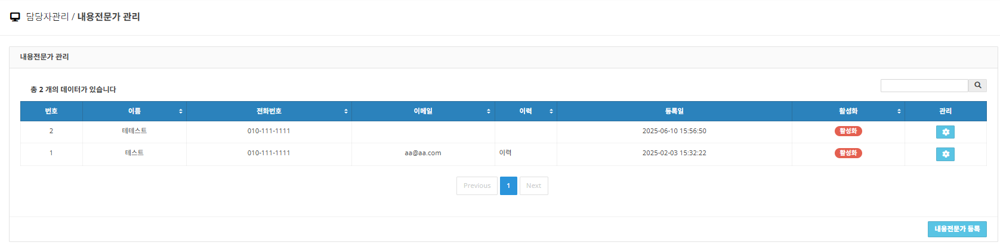 담당자관리 / 내용전문가 관리
내용전문가 관리
총 2 개의 데이터가 있습니다
번호 이름 전화번호 이메일 이력 등록일 활성화 관리
2 테테스트 010-111-1111 2025-06-10 15:56:50 활성화
1 테스트 010-111-1111 aa@aa.com 이력 2025-02-03 15:32:22 활성화
Previous 1 Next
내용전문가 등록